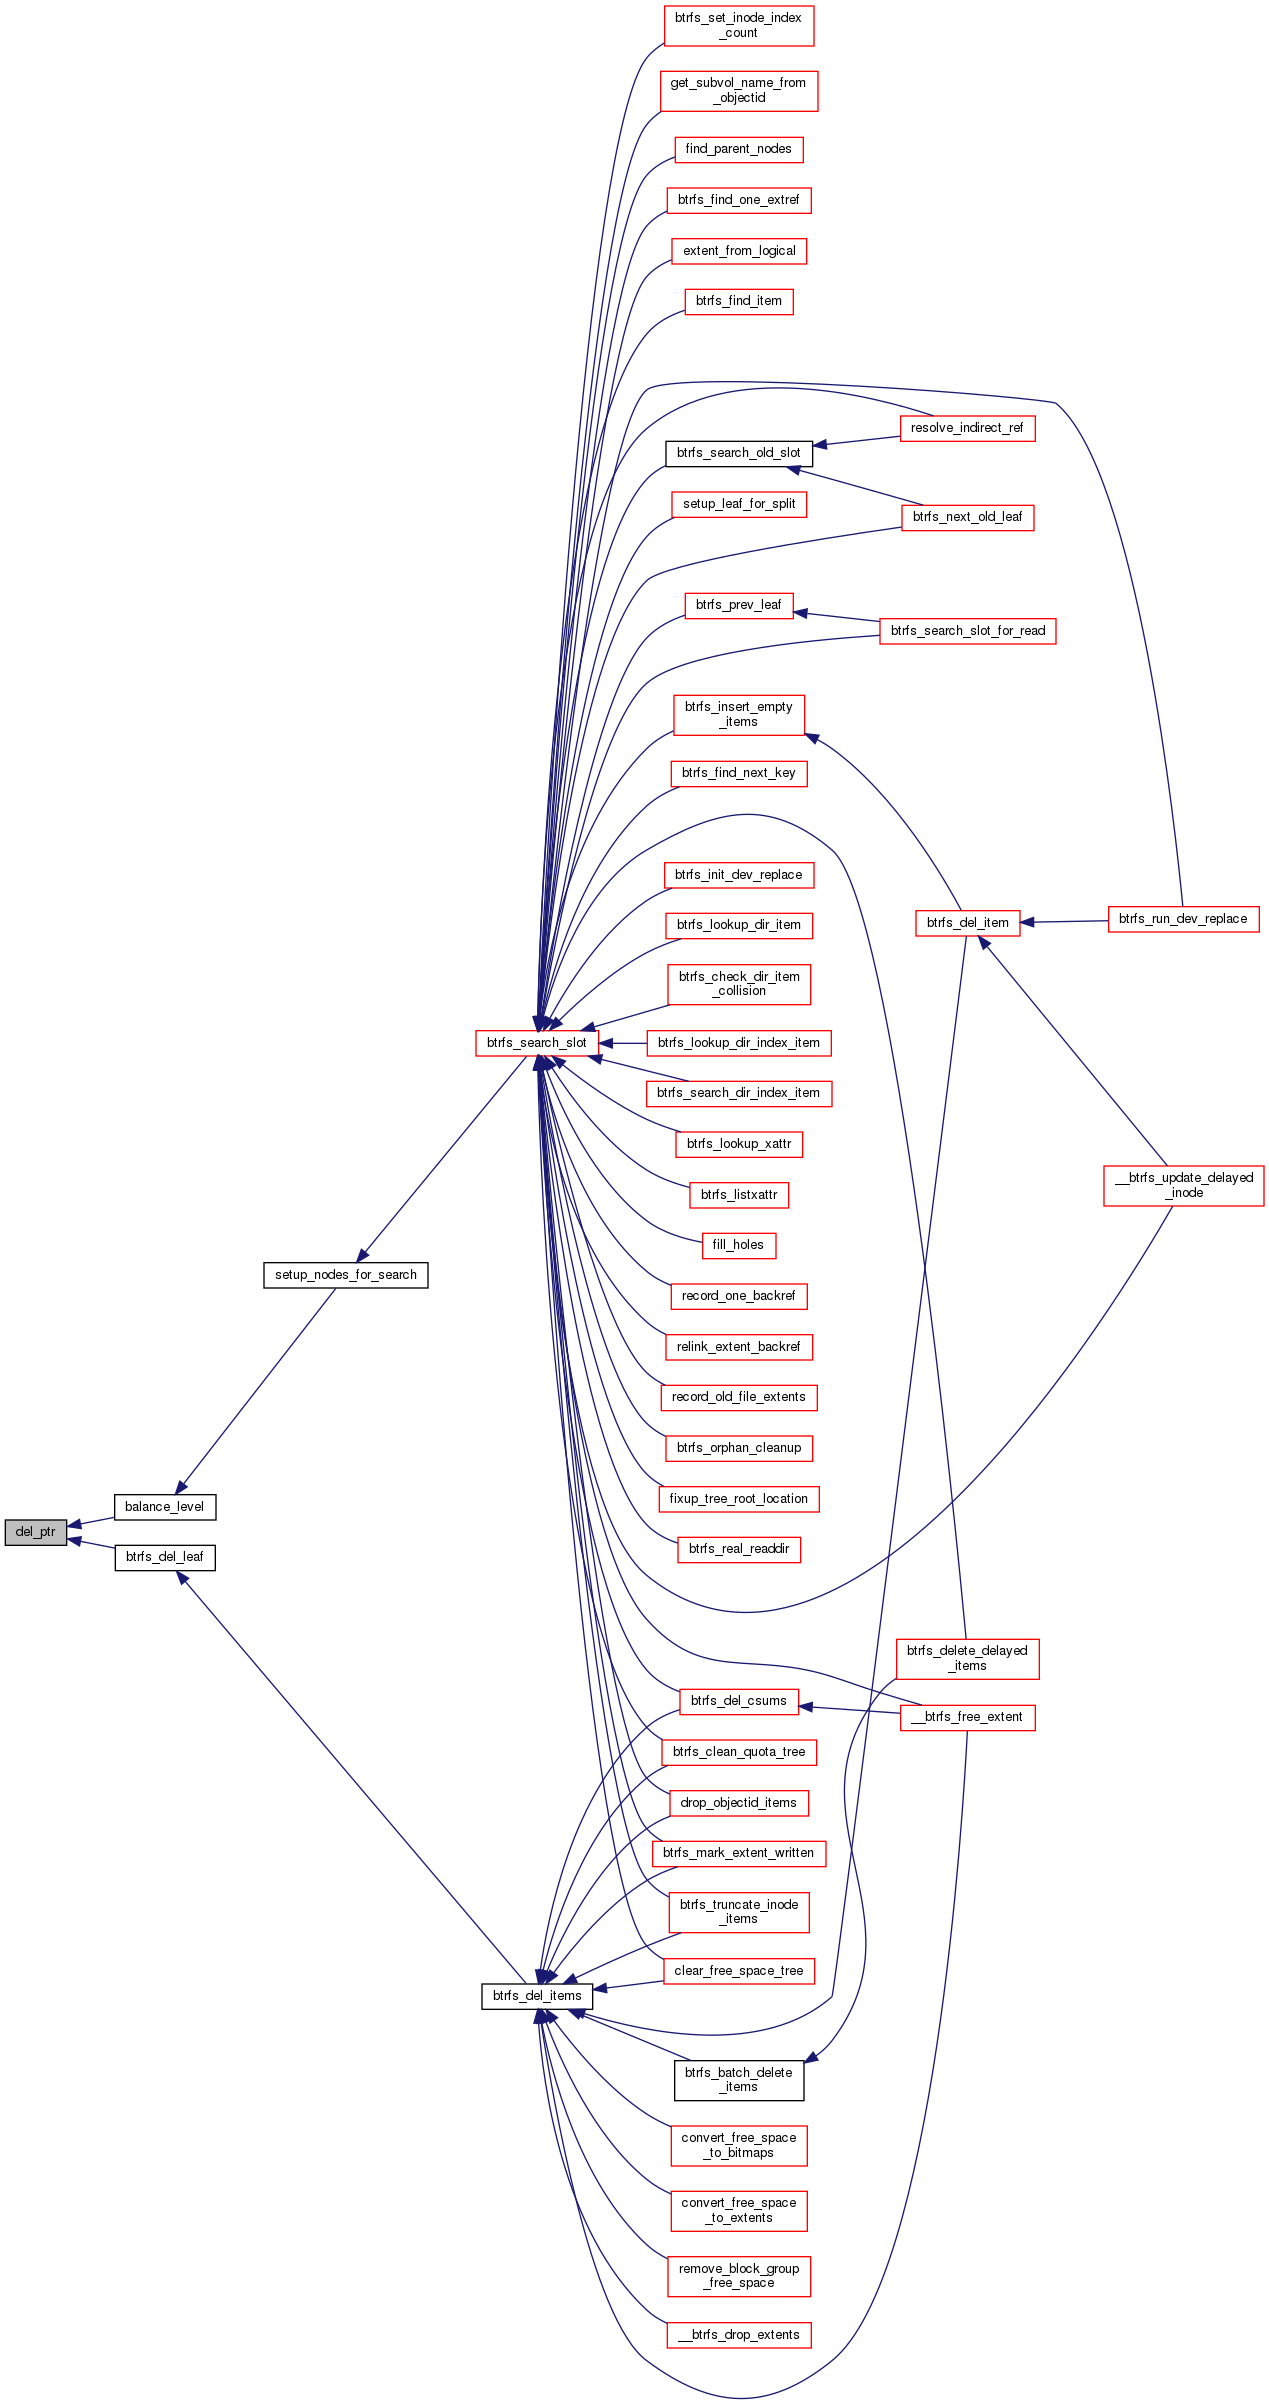 btrfs_set_inode_index
_count
get_subvol_name_from
_objectid
find_parent_nodes
btrfs_find_one_extref
extent_from_logical
btrfs_find_item
resolve_indirect_ref
btrfs_search_old_slot
setup_leaf_for_split
btrfs_next_old_leaf
btrfs_prev_leaf
btrfs_search_slot_for_read
btrfs_insert_empty
_items
btrfs_find_next_key
btrfs_init_dev_replace
btrfs_lookup_dir_item
btrfs_del_item
btrfs_run_dev_replace
btrfs_check_dir_item
_collision
btrfs_search_slot
btrfs_lookup_dir_index_item
btrfs_search_dir_index_item
btrfs_lookup_xattr
__btrfs_update_delayed
_inode
btrfs_listxattr
fill_holes
setup_nodes_for_search
record_one_backref
relink_extent_backref
record_old_file_extents
btrfs_orphan_cleanup
fixup_tree_root_location
balance_level
del_ptr
btrfs_real_readdir
btrfs_del_leaf
btrfs_delete_delayed
_items
btrfs_del_csums
__btrfs_free_extent
btrfs_clean_quota_tree
drop_objectid_items
btrfs_mark_extent_written
btrfs_truncate_inode
_items
clear_free_space_tree
btrfs_del_items
btrfs_batch_delete
_items
convert_free_space
_to_bitmaps
convert_free_space
_to_extents
remove_block_group
_free_space
__btrfs_drop_extents